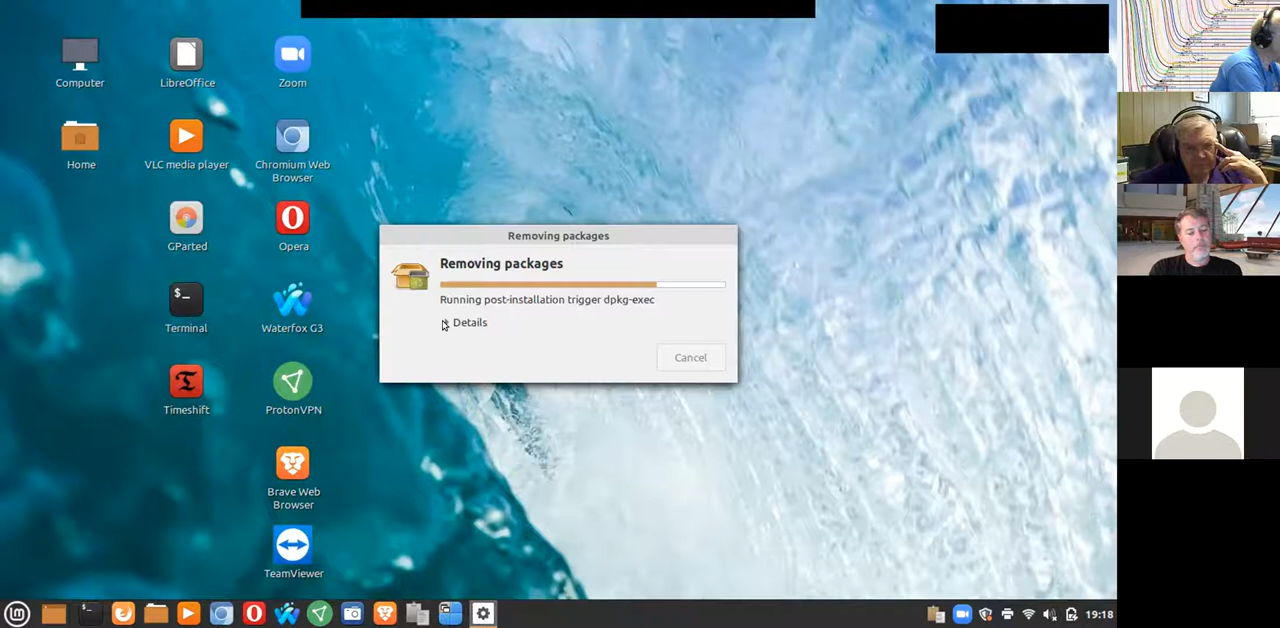 Computer
LibreOffice
Zoom
Home
VLC media player
Chromium Web
Browser
GParted
Opera
Terminal
Waterfox G3
Timeshift
ProtonVPN
Brave Web
Browser
TeamViewer
Removing packages
Removing packages
Running post-installation trigger dpkg-exec
Details
Cancel
19:18